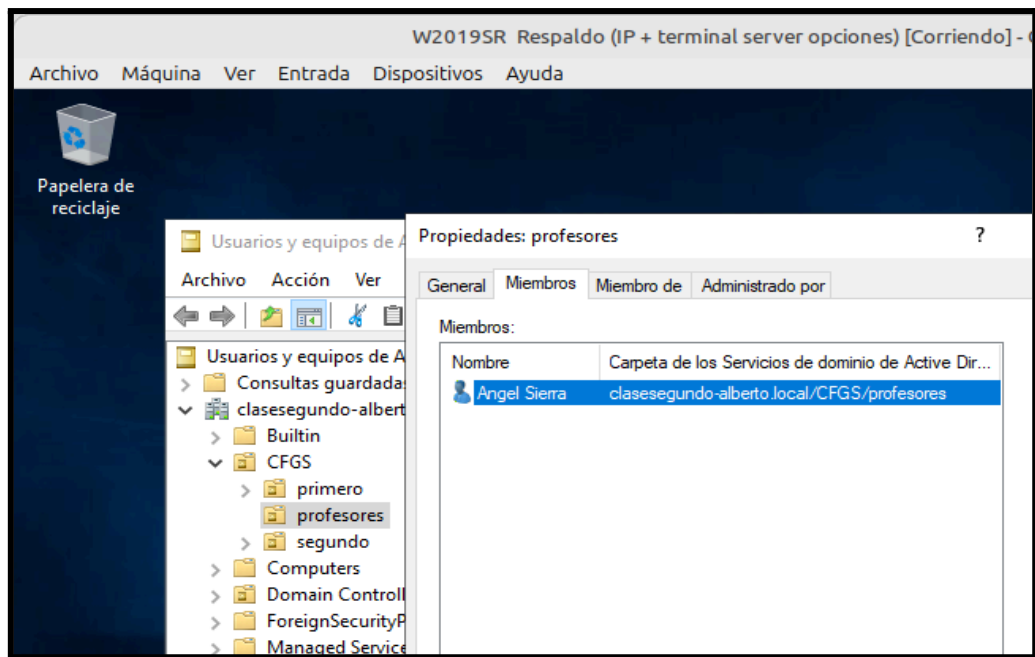 W2019SR Respaldo (IP + terminal server opciones) [Corriendo] -
Archivo Máquina Ver Entrada Dispositivos Ayuda
Papelera de
reciclaje
Usuarios y equipos de A
Archivo Acción Ver
Usuarios y equipos de A
Consultas guardadas
clasesegundo-albert
Builtin
CFGS
primero
profesores
segundo
Computers
Domain Controll
ForeignSecurityP
Managed Service
Propiedades: profesores ?
General Miembros Miembro de Administrado por
Miembros:
Nombre Carpeta de los Servicios de dominio de Active Dir...
Angel Sierra clasesegundo-alberto.local/CFGS/profesores